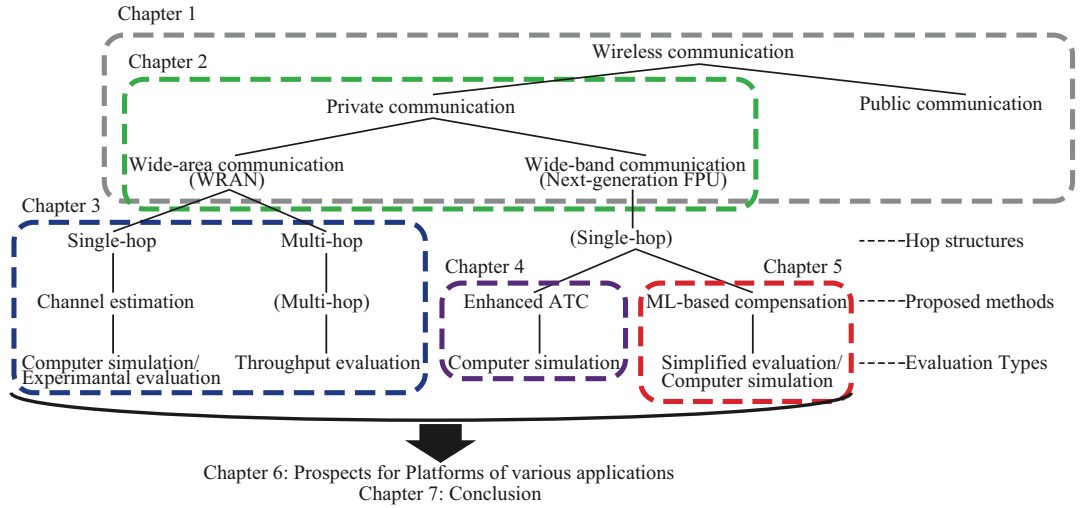 Chapter 1
Wireless communication
Chapter 2
Private communication
Public communication
Wide-area communication
(WRAN)
Wide-band communication
(Next-generation FPU)
Chapter 3
Single-hop
Multi-hop
(Single-hop)
Hop structures
Chapter 4
Chapter 5
Channel estimation
(Multi-hop)
Enhanced ATC
ML-based compensation
Proposed methods
Computer simulation/
Experimantal evaluation
Throughput evaluation
Computer simulation
Simplified evaluation/
Computer simulation
Evaluation Types
Chapter 6: Prospects for Platforms of various applications
Chapter 7: Conclusion